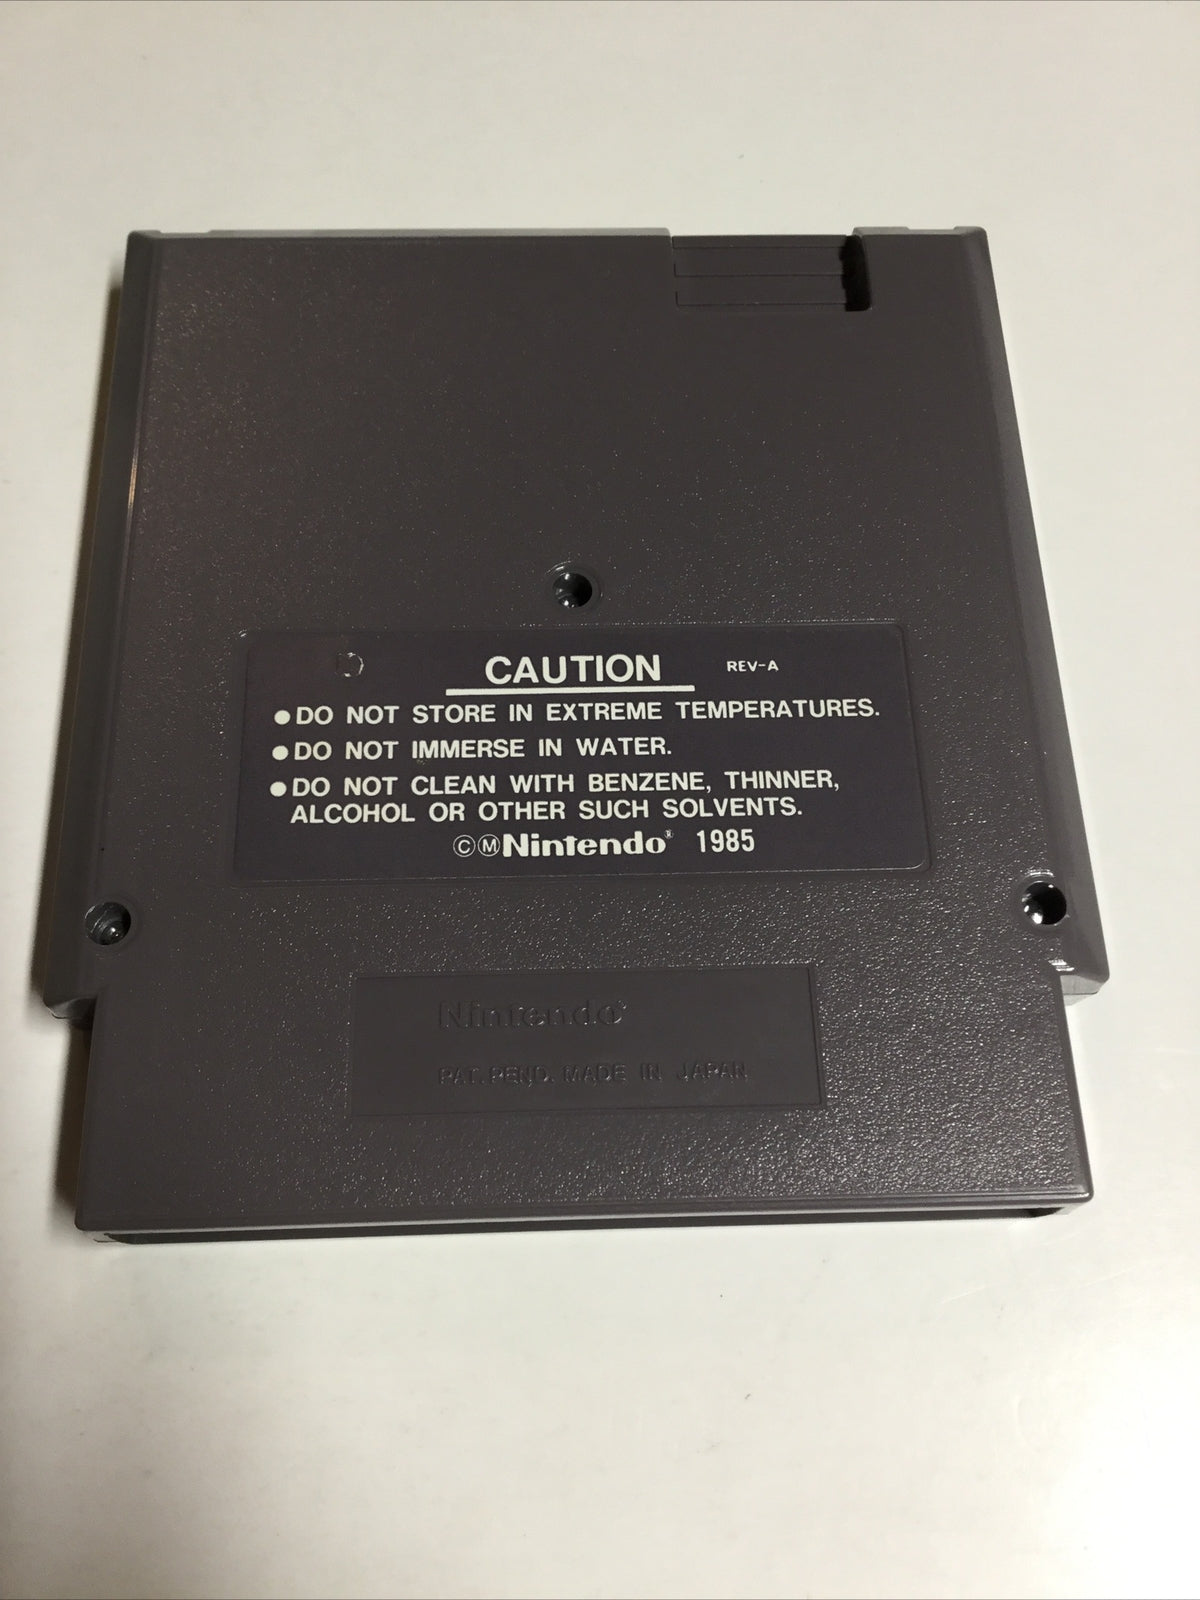 CAUTION REV-A
●DO NOT STORE IN EXTREME TEMPERATURES.
●DO NOT IMMERSE IN WATER.
●DO NOT CLEAN WITH BENZENE, THINNER,
ALCOHOL OR OTHER SUCH SOLVENTS.
©ⓂNintendo® 1985
Nintendo®
PAT. PEND. MADE IN JAPAN